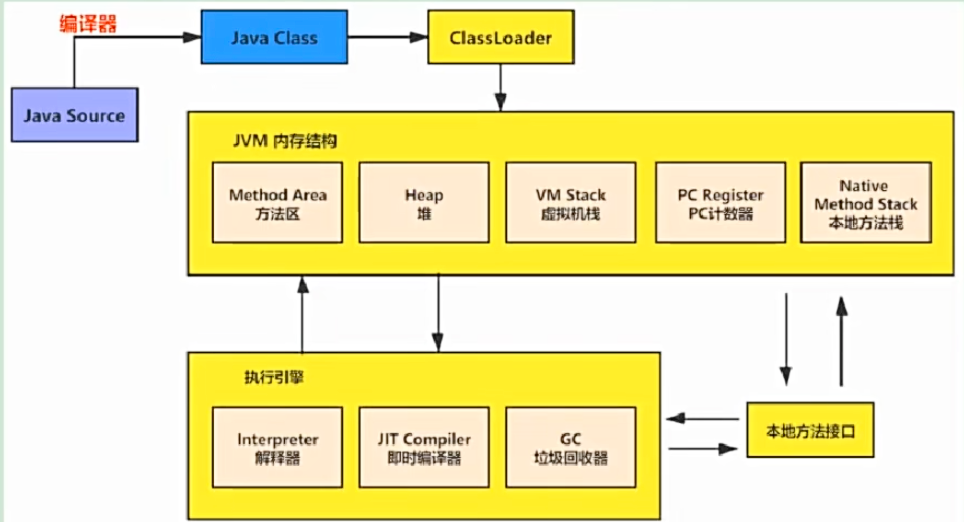 编译器
Java Class
ClassLoader
Java Source
JVM 内存结构
Method Area
方法区
Heap
堆
VM Stack
虚拟机栈
PC Register
PC计数器
Native
Method Stack
本地方法栈
执行引擎
Interpreter
解释器
JIT Compiler
即时编译器
GC
垃圾回收器
本地方法接口